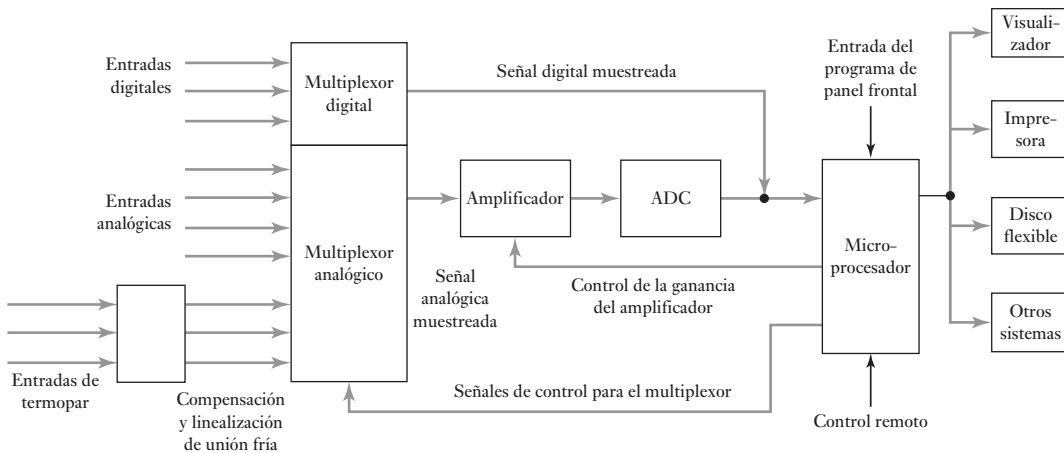 Visuali-
zador
Entrada del
programa de
panel frontal
Entradas
digitales
Multiplexor
digital
Señal digital muestreada
Impre-
sora
Entradas
analógicas
Amplificador
ADC
Disco
flexible
Multiplexor
analógico
Micro-
procesador
Señal
analógica
muestreada
Control de la ganancia
del amplificador
Otros
sistemas
Entradas de
termopar
Compensación
y linealización
de unión fría
Señales de control para el multiplexor
Control remoto